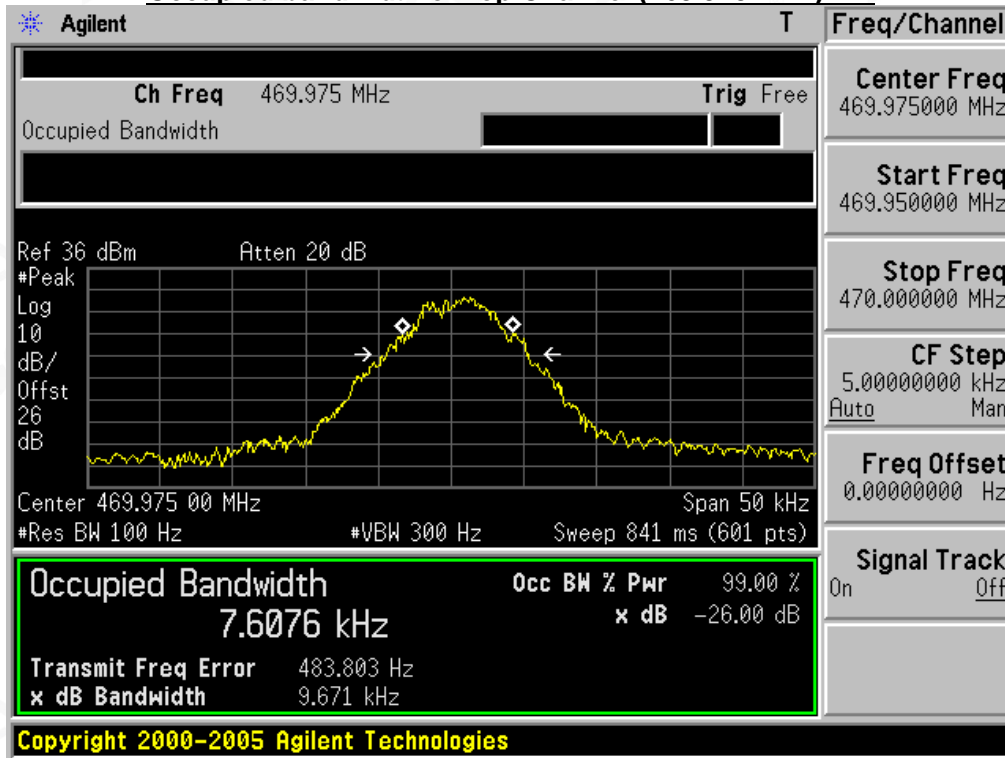 Agilent T
Freq/Channel
Ch Freq 469.975 MHz Trig Free
Occupied Bandwidth
Center Freq
469.975000 MHz
Start Freq
469.950000 MHz
Stop Freq
470.000000 MHz
CF Step
5.00000000 kHz
Auto Man
Freq Offset
0.00000000 Hz
Signal Track
On Off
Ref 36 dBm Atten 20 dB
#Peak
Log
10
dB/
Offst
26
dB
Center 469.975 00 MHz Span 50 kHz
#Res BW 100 Hz #VBW 300 Hz Sweep 841 ms (601 pts)
Occupied Bandwidth Occ BW % Pwr 99.00 %
7.6076 kHz x dB -26.00 dB
Transmit Freq Error 483.803 Hz
x dB Bandwidth 9.671 kHz
Copyright 2000-2005 Agilent Technologies